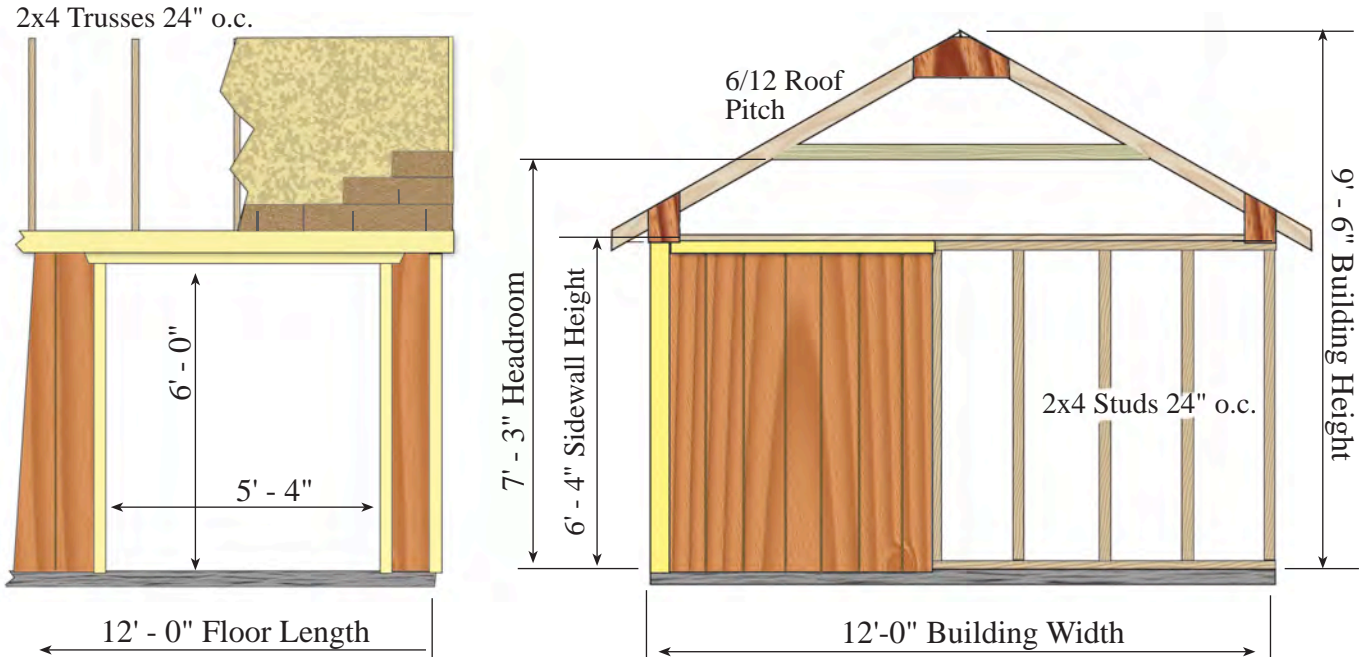 2x4 Trusses 24" o.c.
6' - 0"
5' - 4"
12' - 0" Floor Length
6/12 Roof
Pitch
7' - 3" Headroom
6' - 4" Sidewall Height
2x4 Studs 24" o.c.
9' - 6" Building Height
12'-0" Building Width